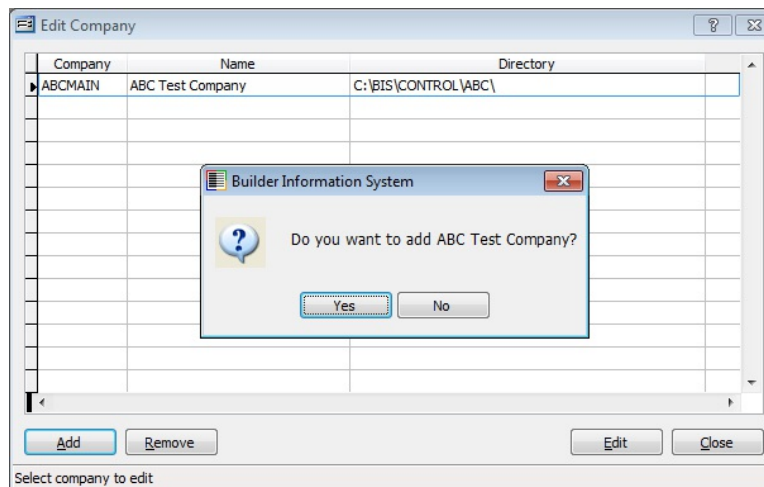 Edit Company
Company Name Directory
ABCMAIN ABC Test Company C:\BIS\CONTROL\ABC\
Builder Information System
Do you want to add ABC Test Company?
Yes No
Add Remove Edit Close
Select company to edit